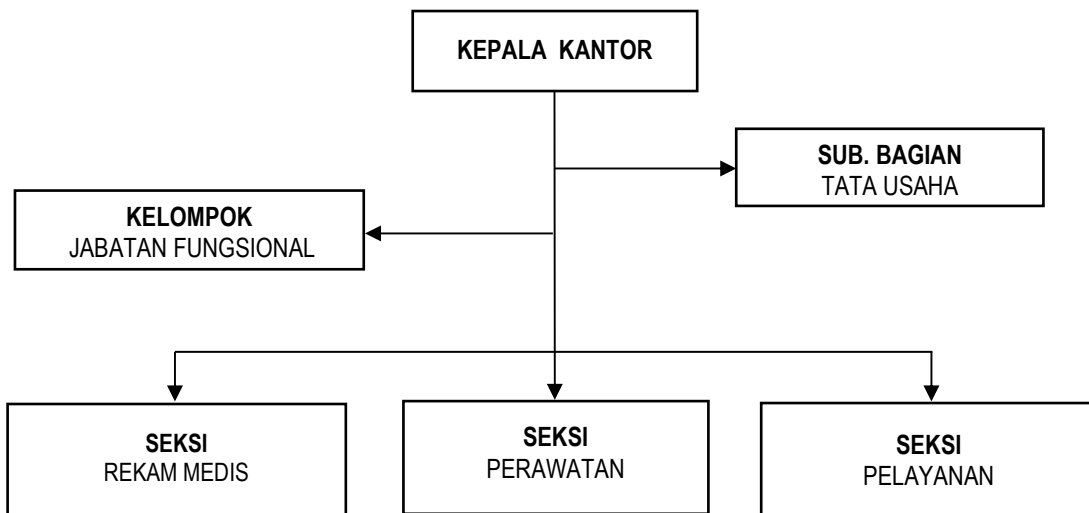 KEPALA KANTOR
SUB. BAGIAN
TATA USAHA
KELOMPOK
JABATAN FUNGSIONAL
SEKSI
REKAM MEDIS
SEKSI
PERAWATAN
SEKSI
PELAYANAN